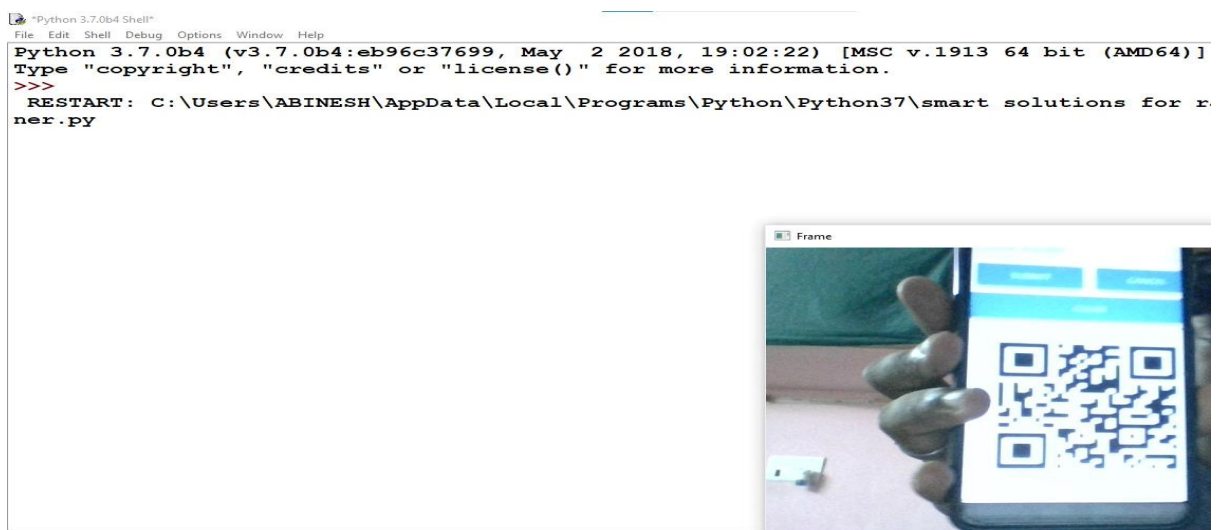 *Python 3.7.0b4 Shell*
File Edit Shell Debug Options Window Help
Python 3.7.0b4 (v3.7.0b4:eb96c37699, May  2 2018, 19:02:22) [MSC v.1913 64 bit (AMD64)]
Type "copyright", "credits" or "license()" for more information.
>>>
 RESTART: C:\Users\ABINESH\AppData\Local\Programs\Python\Python37\smart solutions for r
ner.py
Frame